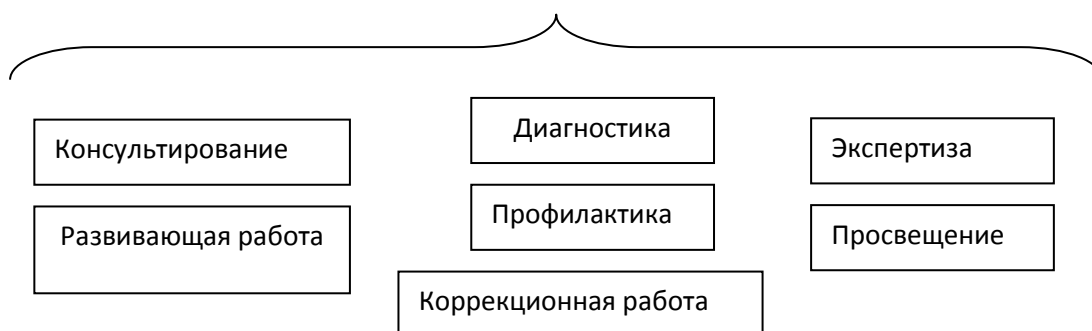 Консультирование
Диагностика
Экспертиза
Развивающая работа
Профилактика
Просвещение
Коррекционная работа